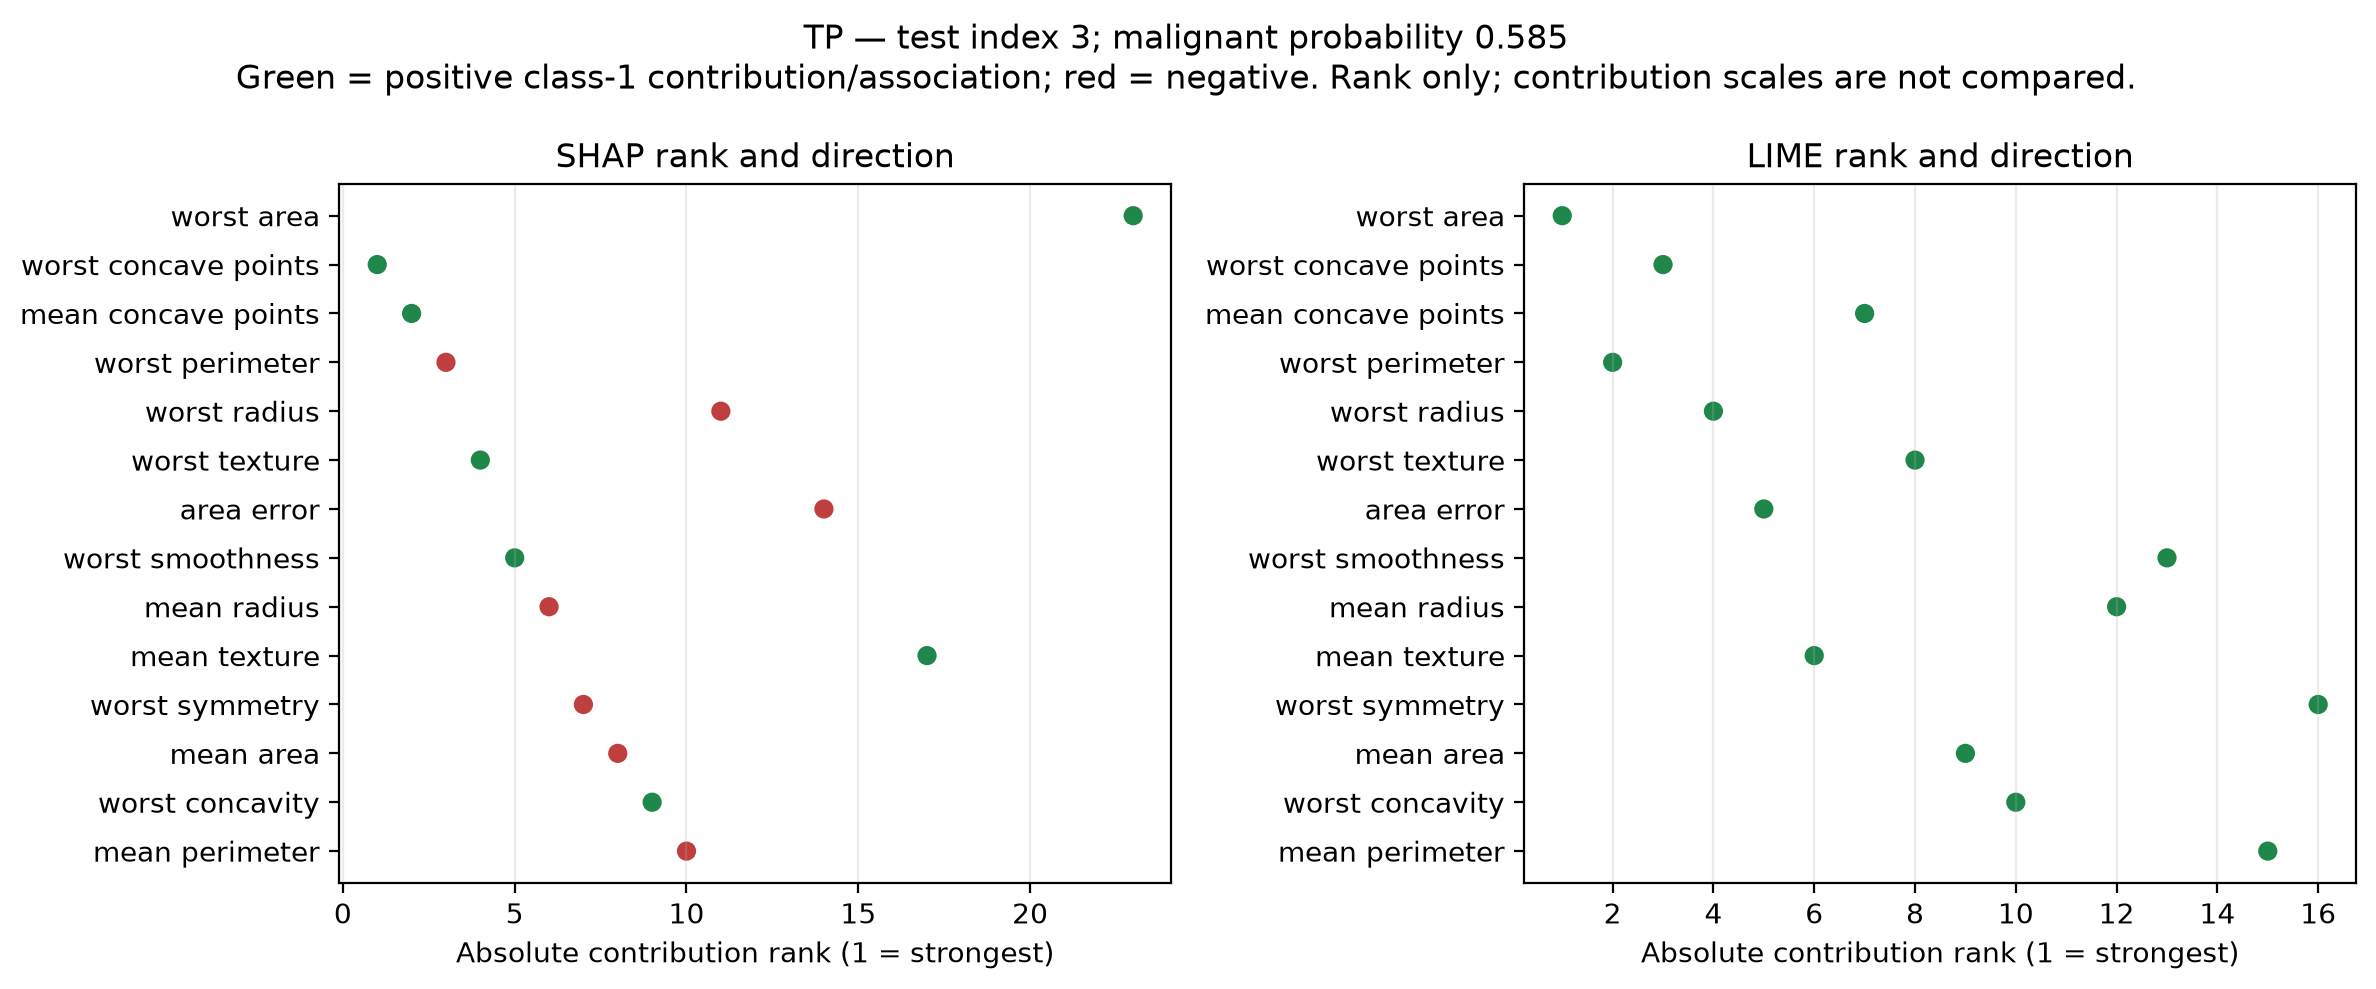 TP — test index 3; malignant probability 0.585
Green = positive class-1 contribution/association; red = negative. Rank only; contribution scales are not compared.
SHAP rank and direction
worst area
worst concave points
mean concave points
worst perimeter
worst radius
worst texture
area error
worst smoothness
mean radius
mean texture
worst symmetry
mean area
worst concavity
mean perimeter
0 5 10 15 20
Absolute contribution rank (1 = strongest)
LIME rank and direction
worst area
worst concave points
mean concave points
worst perimeter
worst radius
worst texture
area error
worst smoothness
mean radius
mean texture
worst symmetry
mean area
worst concavity
mean perimeter
2 4 6 8 10 12 14 16
Absolute contribution rank (1 = strongest)